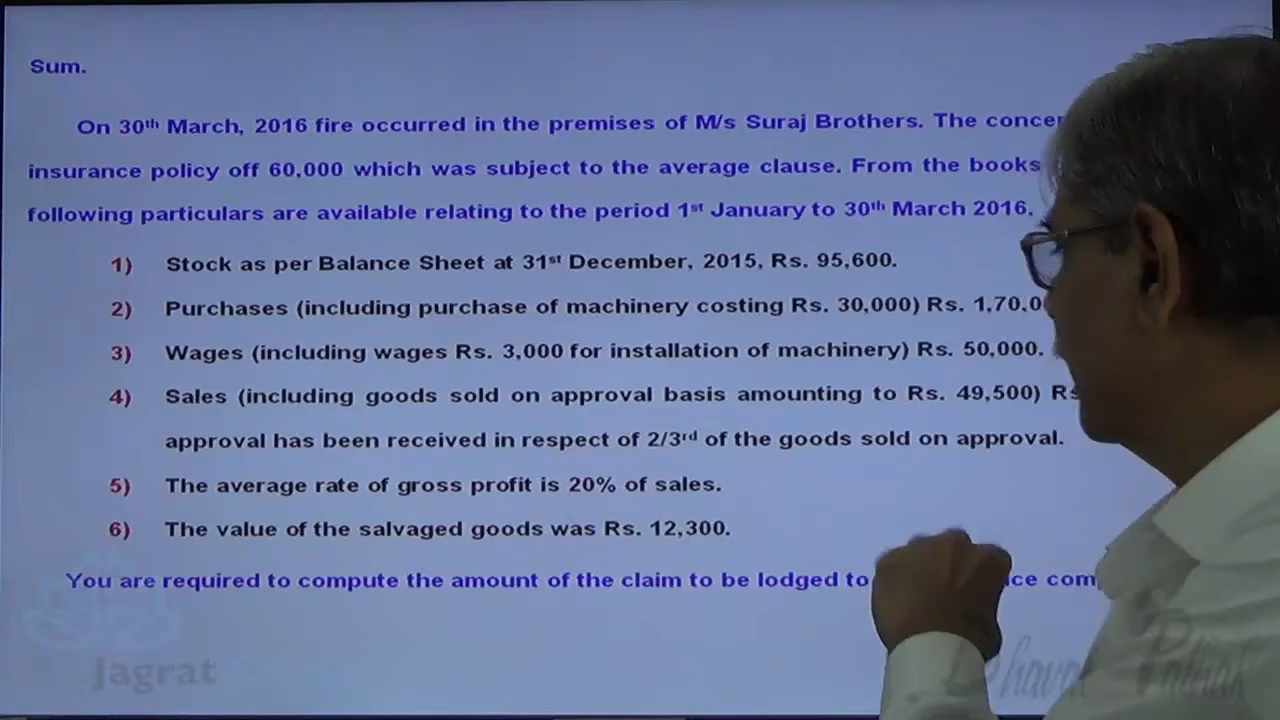 Sum.
On 30th March, 2016 fire occurred in the premises of M/s Suraj Brothers. The
insurance policy off 60,000 which was subject to the average clause. From the books
following particulars are available relating to the period 1st January to 30th March 2016.
1) Stock as per Balance Sheet at 31st December, 2015, Rs. 95,600.
2) Purchases (including purchase of machinery costing Rs. 30,000) Rs.
3) Wages (including wages Rs. 3,000 for installation of machinery) Rs. 50,000.
4) Sales (including goods sold on approval basis amounting to Rs. 49,500)
approval has been received in respect of 2/3rd of the goods sold on approval.
5) The average rate of gross profit is 20% of sales.
6) The value of the salvaged goods was Rs. 12,300.
You are required to compute the amount of the claim to be lodged to
Jagrat